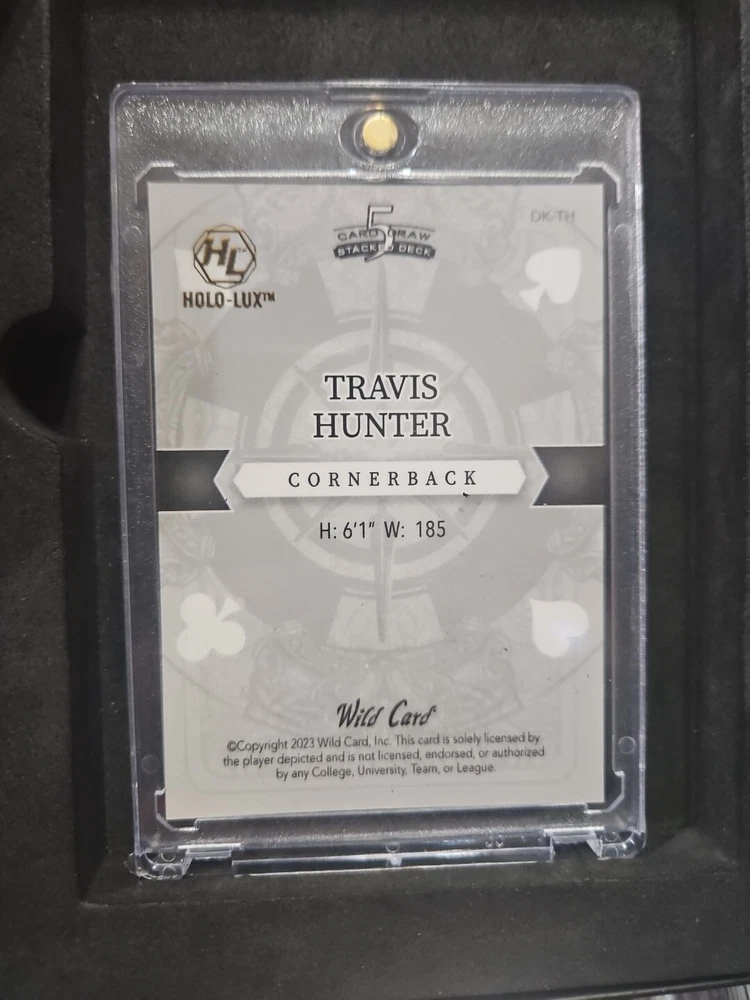 DK-TH
HL
HOLO-LUX™
5
CARD DRAW
STACKED DECK
TRAVIS
HUNTER
CORNERBACK
H: 6'1" W: 185
Wild Card
©Copyright 2023 Wild Card, Inc. This card is solely licensed by
the player depicted and is not licensed, endorsed, or authorized
by any College, University, Team, or League.